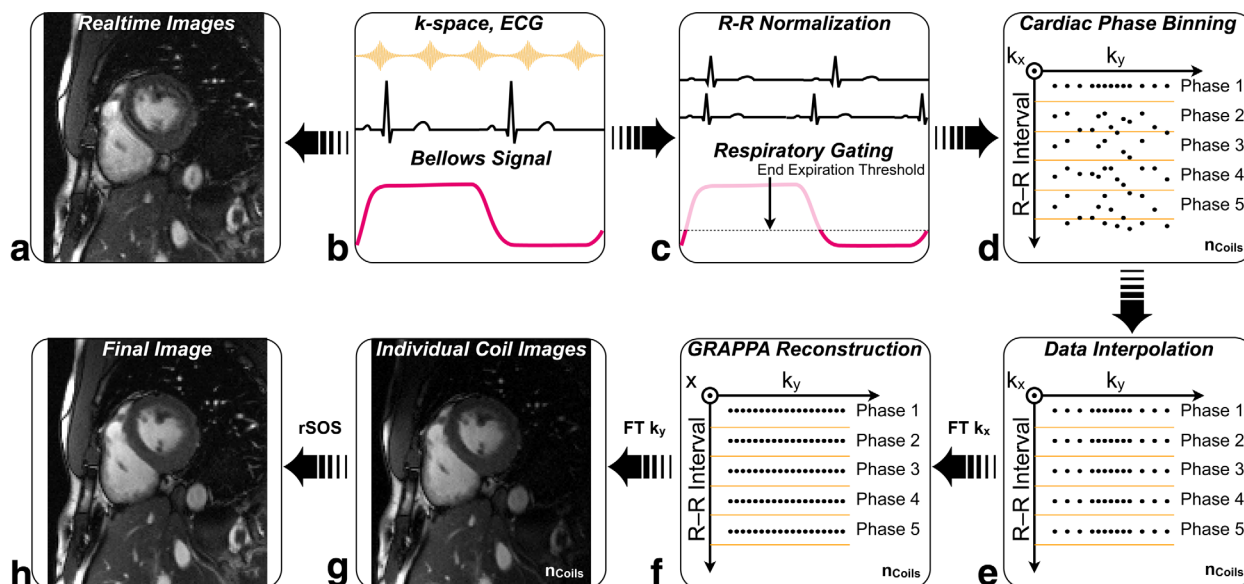 Realtime Images
a
k-space, ECG
Bellows Signal
b
R-R Normalization
Respiratory Gating
End Expiration Threshold
c
Cardiac Phase Binning
kx
ky
R–R Interval
Phase 1
Phase 2
Phase 3
Phase 4
Phase 5
nCoils
d
Final Image
h
rSOS
Individual Coil Images
nCoils
g
FT ky
GRAPPA Reconstruction
x
ky
R–R Interval
Phase 1
Phase 2
Phase 3
Phase 4
Phase 5
nCoils
f
FT kx
Data Interpolation
kx
ky
R–R Interval
Phase 1
Phase 2
Phase 3
Phase 4
Phase 5
nCoils
e